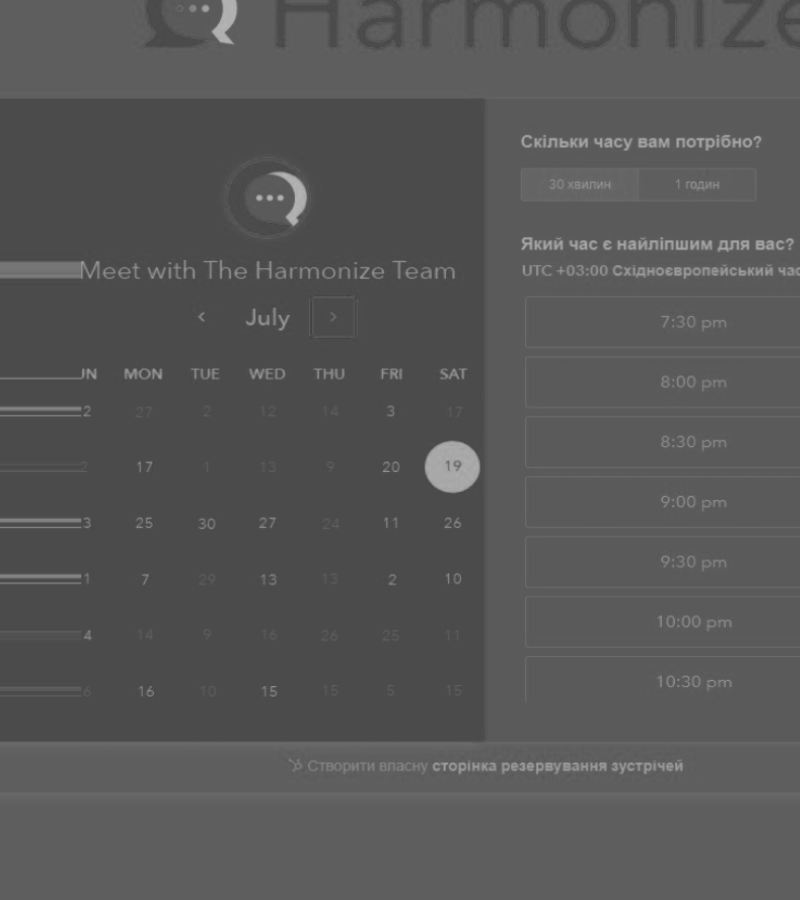 Harmonize
Meet with The Harmonize Team
July
UN MON TUE WED THU FRI SAT
2 27 2 12 14 3 17
2 17 1 13 9 20 19
3 25 30 27 24 11 26
1 7 29 13 13 2 10
4 14 9 16 26 25 11
6 16 10 15 15 5 15
Скільки часу вам потрібно?
30 хвилин 1 годин
Який час є найліпшим для вас?
UTC +03:00 Східноєвропейський час
7:30 pm
8:00 pm
8:30 pm
9:00 pm
9:30 pm
10:00 pm
10:30 pm
Створити власну сторінка резервування зустрічей